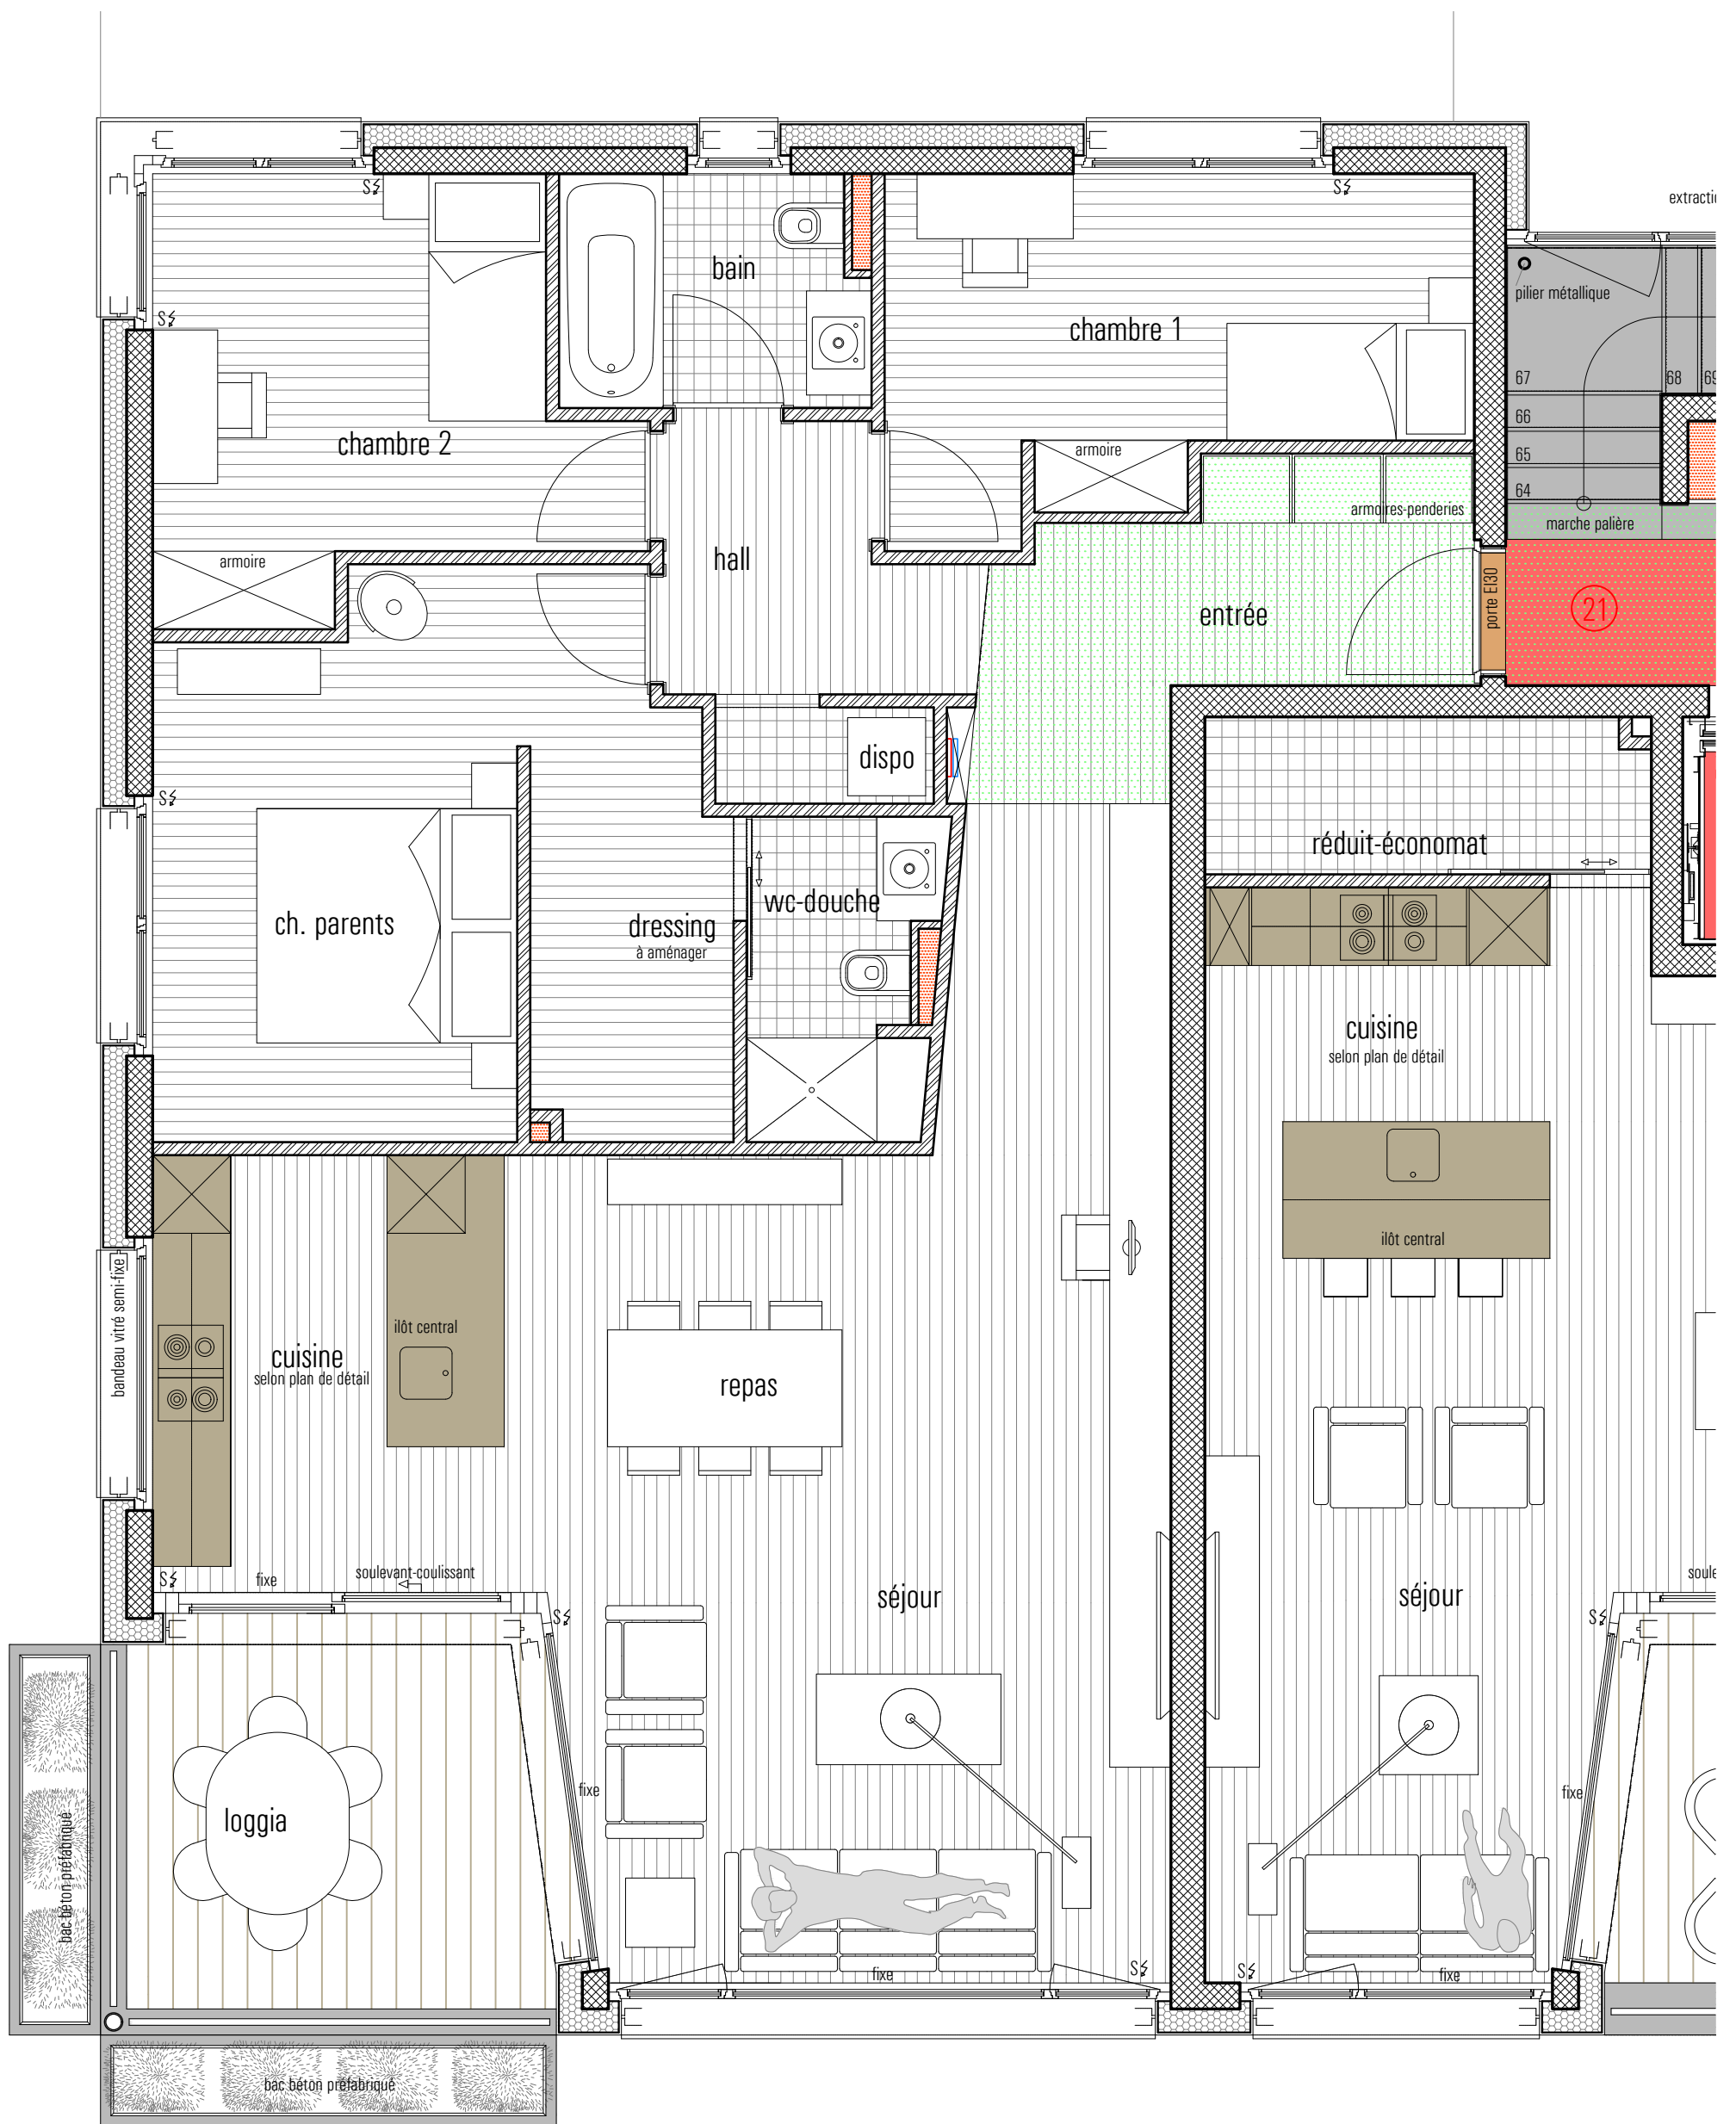 S
S
extracti
bain
pilier métallique
S
chambre 1
67
68
69
66
chambre 2
armoire
65
64
armoires-penderies
marche palière
hall
armoire
porte EI30
21
entrée
dispo
S
réduit-économat
wc-douche
ch. parents
dressing
à aménager
cuisine
selon plan de détail
ilôt central
bandeau vitré semi-fixe
ilôt central
cuisine
selon plan de détail
repas
S
fixe
soulevant-coulissant
soule
séjour
séjour
S
S
fixe
fixe
loggia
bac béton préfabriqué
fixe
S
S
fixe
bac béton préfabriqué